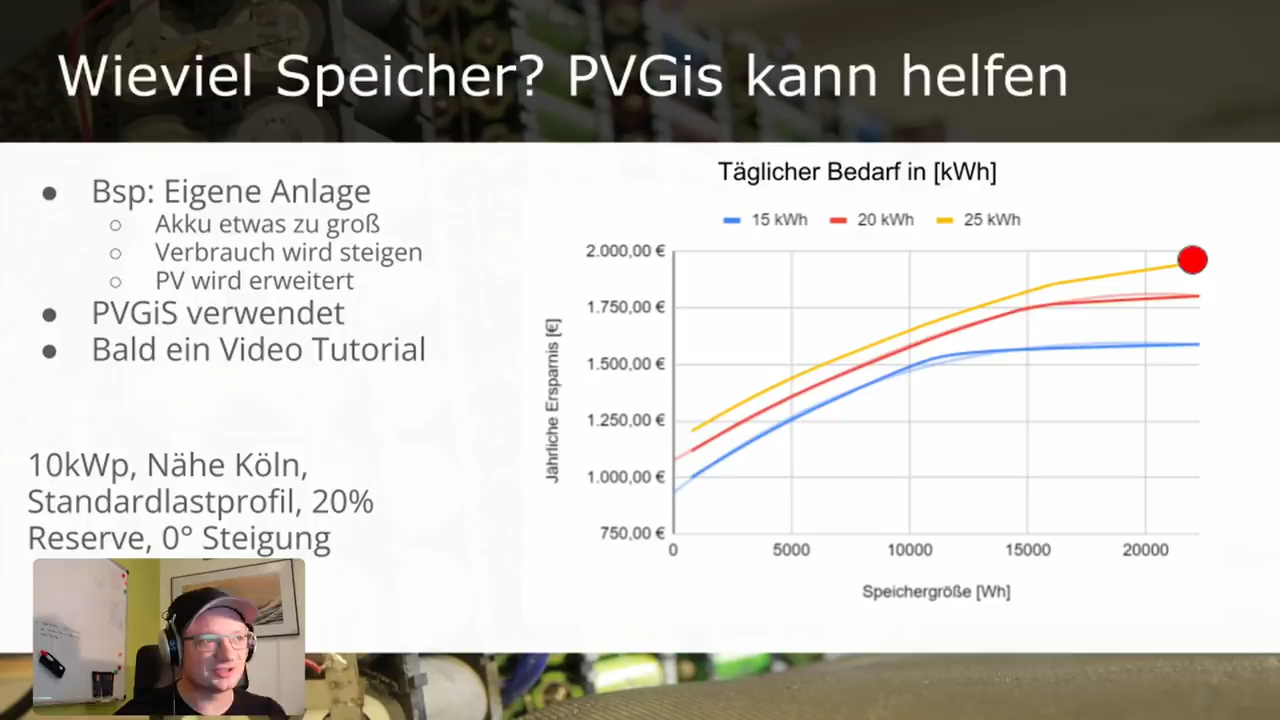 Wieviel Speicher? PVGis kann helfen
● Bsp: Eigene Anlage
○ Akku etwas zu groß
○ Verbrauch wird steigen
○ PV wird erweitert
● PVGiS verwendet
● Bald ein Video Tutorial
10kWp, Nähe Köln,
Standardlastprofil, 20%
Reserve, 0° Steigung
Täglicher Bedarf in [kWh]
15 kWh 20 kWh 25 kWh
Jährliche Ersparnis [€]
2.000,00 €
1.750,00 €
1.500,00 €
1.250,00 €
1.000,00 €
750,00 €
0 5000 10000 15000 20000
Speichergröße [Wh]